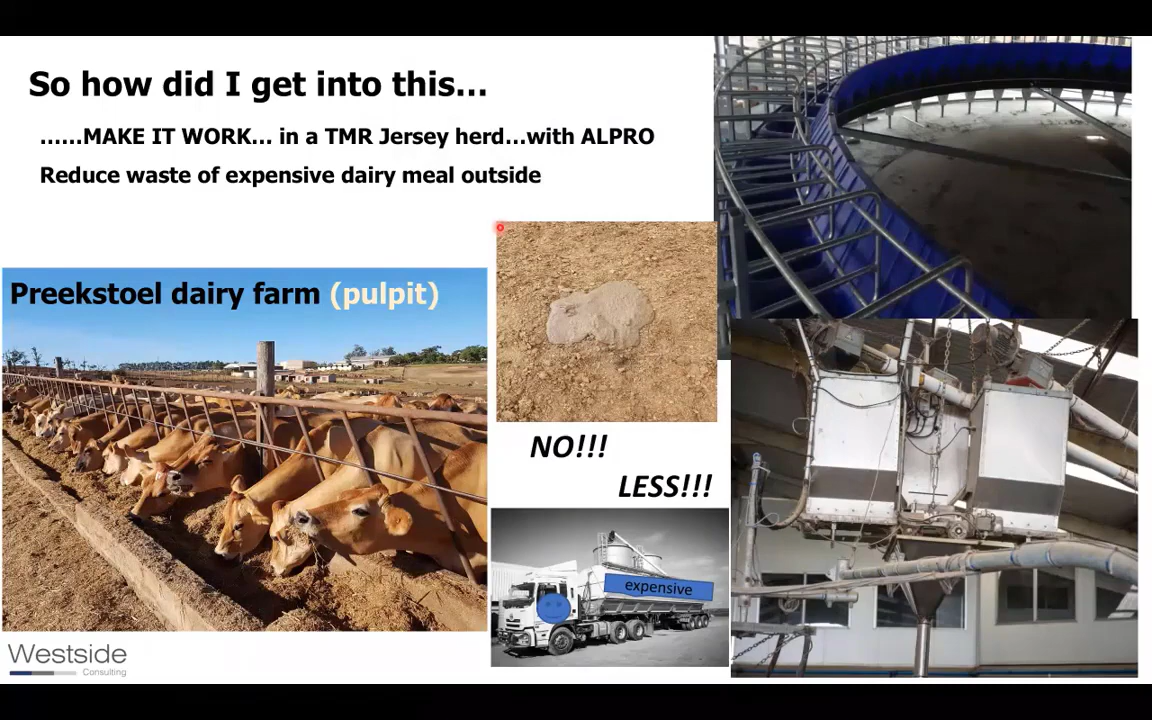 So how did I get into this...
......MAKE IT WORK... in a TMR Jersey herd...with ALPRO
Reduce waste of expensive dairy meal outside
Preekstoel dairy farm (pulpit)
NO!!!
LESS!!!
expensive
Westside
Consulting